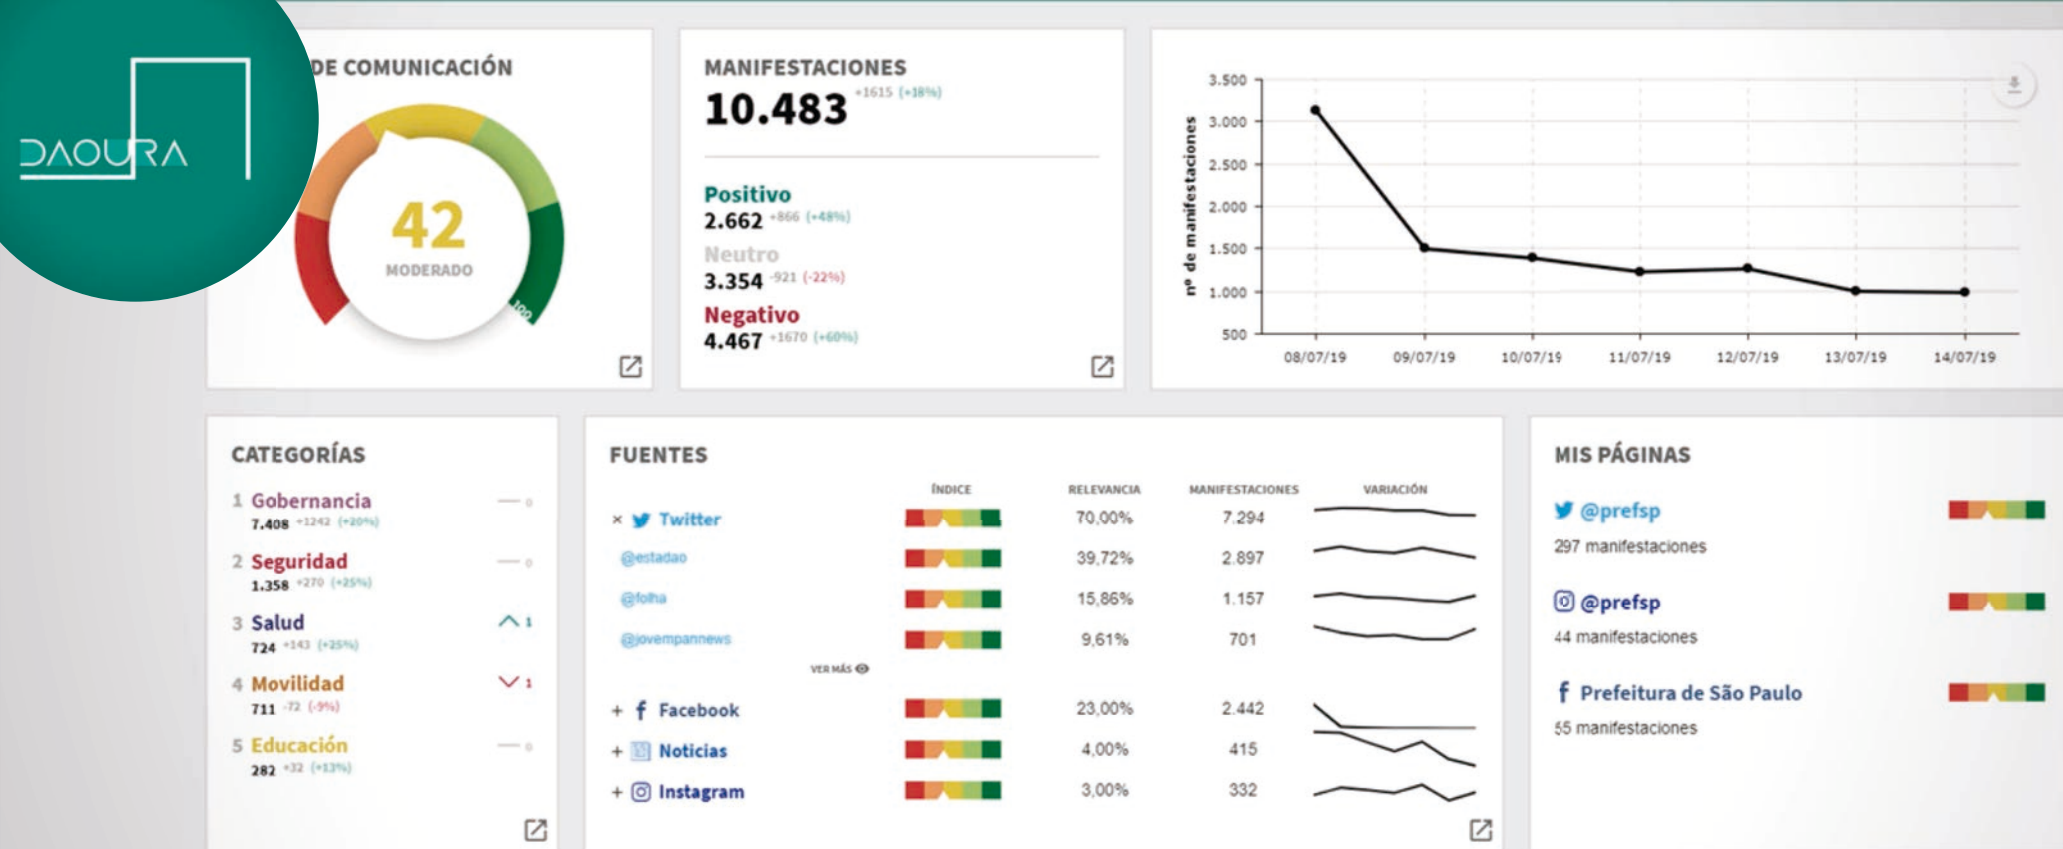 DAOURA
DE COMUNICACIÓN
42
MODERADO
100
MANIFESTACIONES
10.483 +1615 (+18%)
Positivo
2.662 +866 (+48%)
Neutro
3.354 -921 (-22%)
Negativo
4.467 +1670 (+60%)
nº de manifestaciones
3.500
3.000
2.500
2.000
1.500
1.000
500
08/07/19 09/07/19 10/07/19 11/07/19 12/07/19 13/07/19 14/07/19
CATEGORÍAS
1 Gobernancia 0
7.408 +1242 (+20%)
2 Seguridad 0
1.358 +270 (+25%)
3 Salud 1
724 +143 (+25%)
4 Movilidad 1
711 -72 (-9%)
5 Educación 0
282 +32 (+13%)
FUENTES
ÍNDICE RELEVANCIA MANIFESTACIONES VARIACIÓN
× Twitter 70,00% 7.294
@estadao 39,72% 2.897
@folha 15,86% 1.157
@jovempannews 9,61% 701
VER MÁS
+ Facebook 23,00% 2.442
+ Noticias 4,00% 415
+ Instagram 3,00% 332
MIS PÁGINAS
@prefsp
297 manifestaciones
@prefsp
44 manifestaciones
Prefeitura de São Paulo
55 manifestaciones